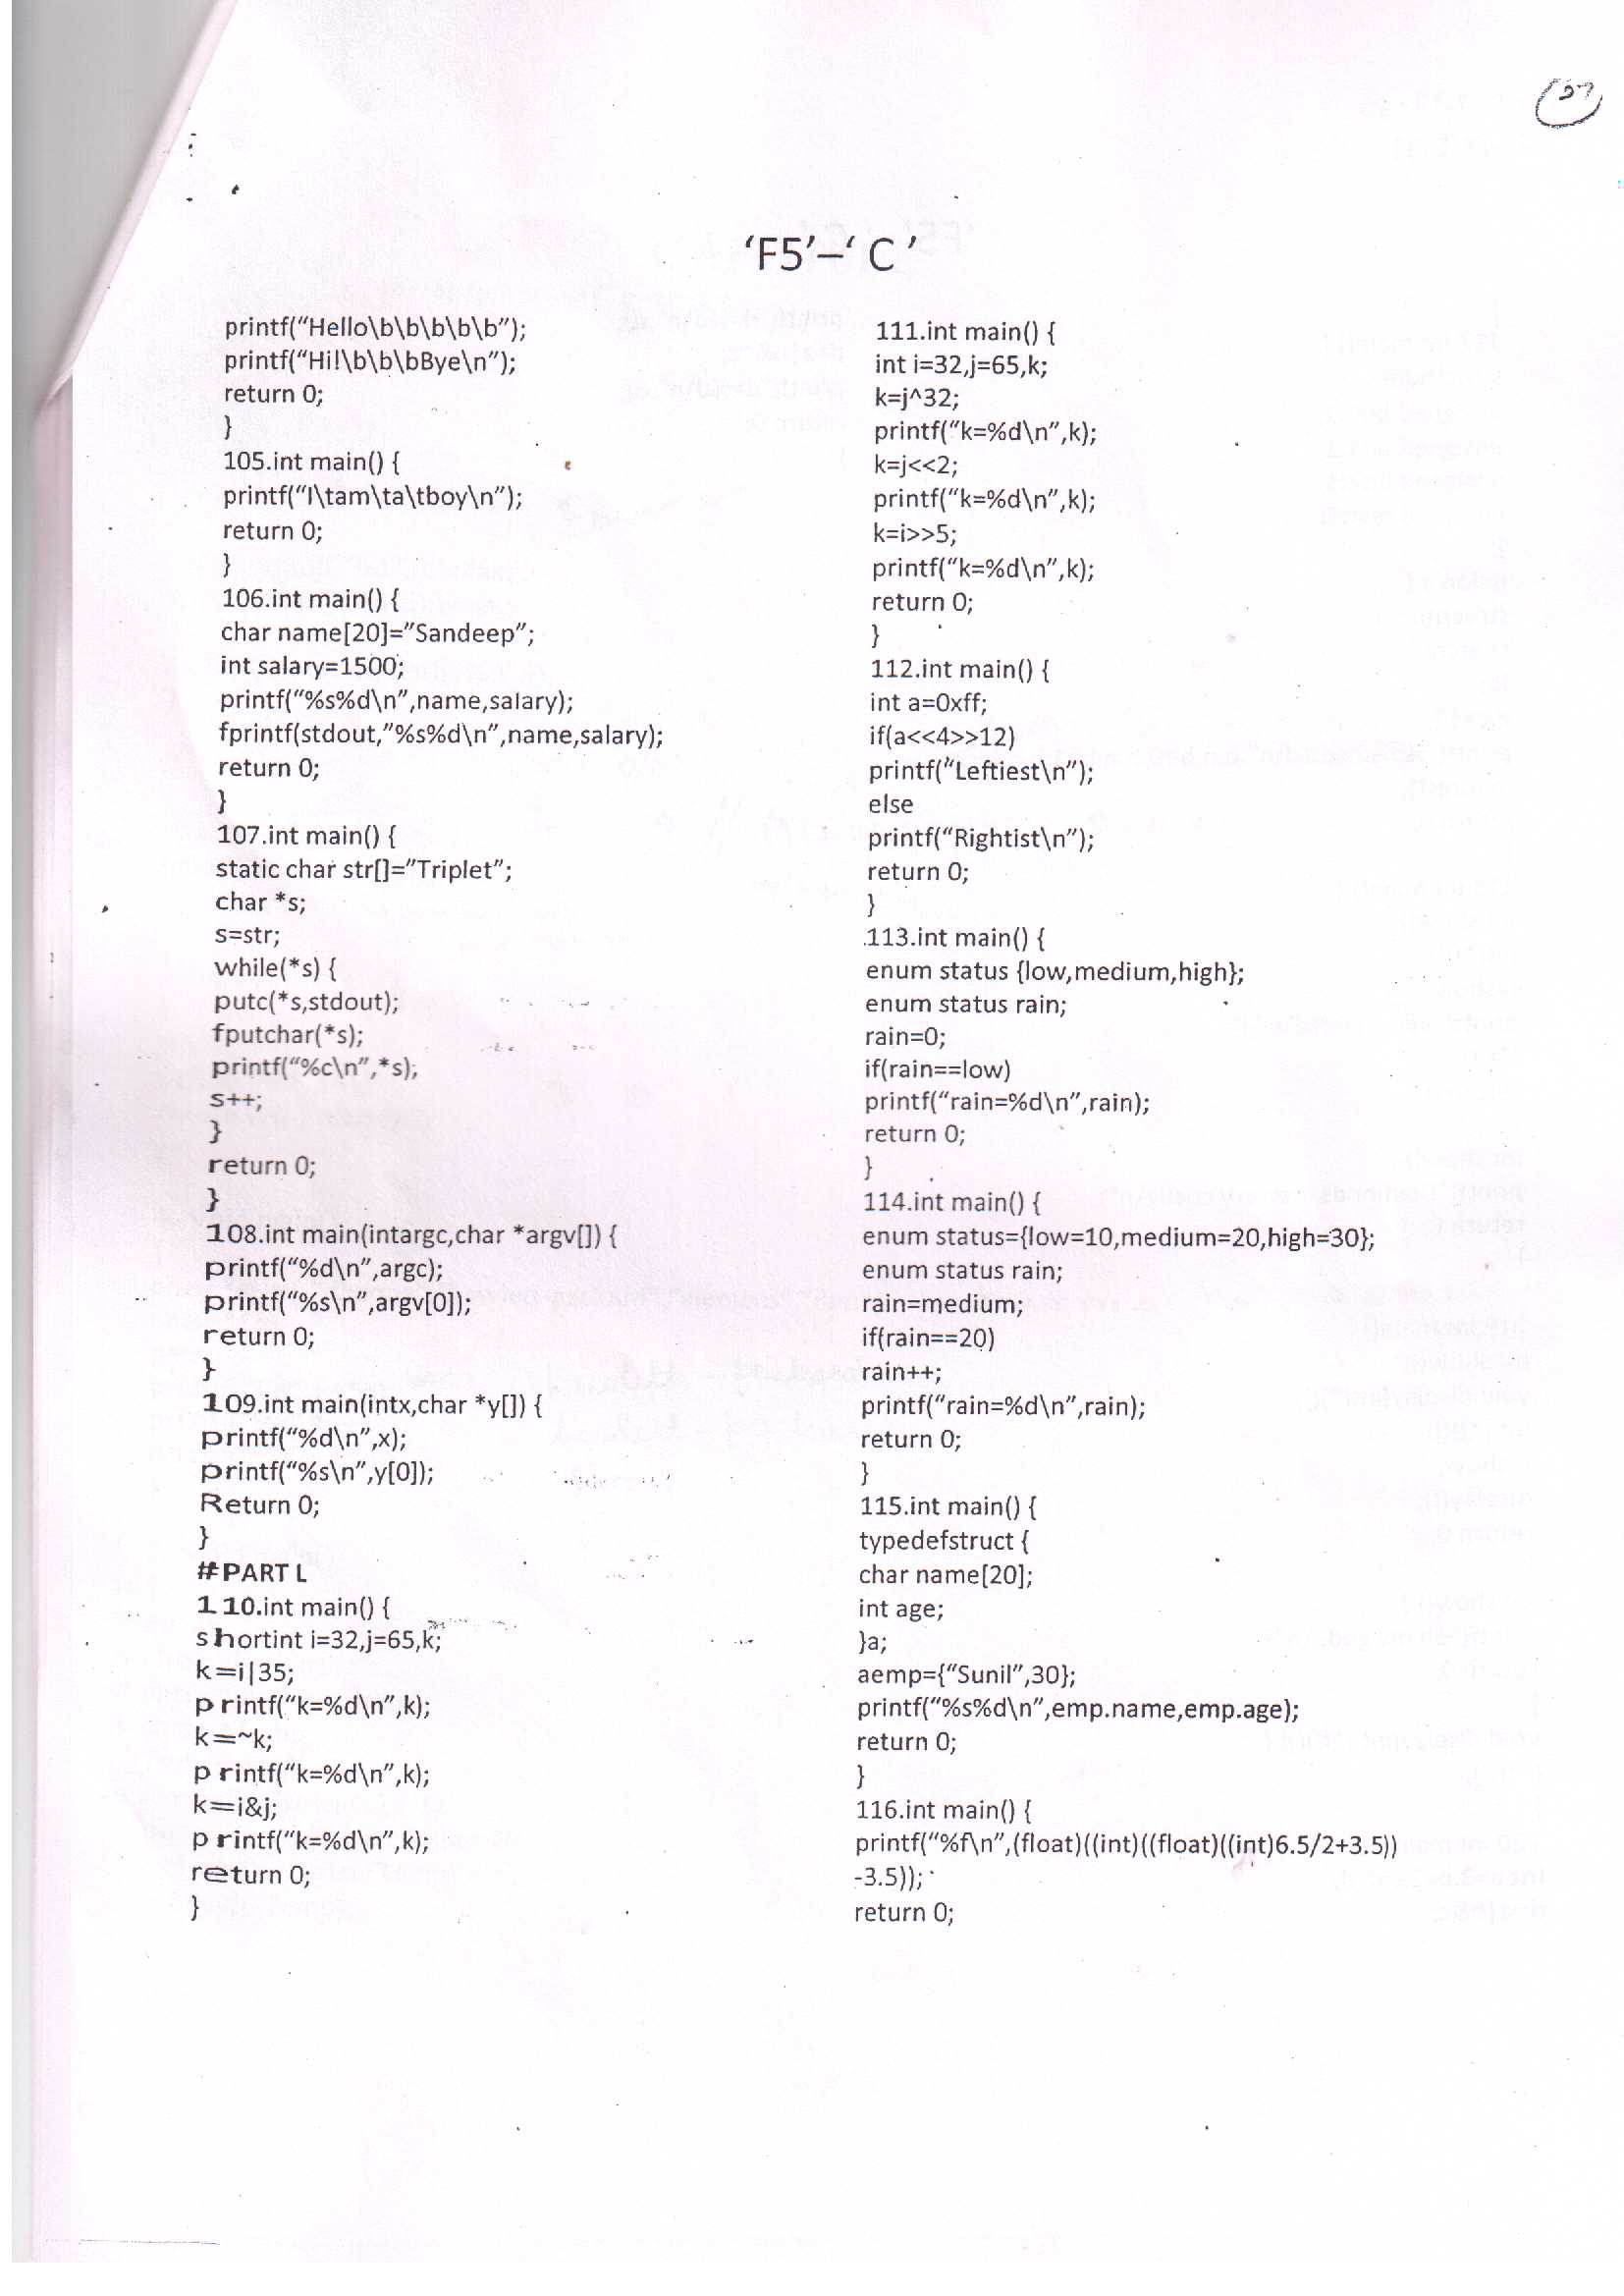 ‘F5’–‘ C ’
printf(“Hello\b\b\b\b\b”);
printf(“Hi!\b\b\bBye\n”);
return 0;
}
105.int main() {
printf(“I\tam\ta\tboy\n”);
return 0;
}
106.int main() {
char name[20]=”Sandeep”;
int salary=1500;
printf(“%s%d\n”,name,salary);
fprintf(stdout,”%s%d\n”,name,salary);
return 0;
}
107.int main() {
static char str[]=”Triplet”;
char *s;
s=str;
while(*s) {
putc(*s,stdout);
fputchar(*s);
printf(“%c\n”,*s);
s++;
}
return 0;
}
108.int main(intargc,char *argv[]) {
printf(“%d\n”,argc);
printf(“%s\n”,argv[0]);
return 0;
}
109.int main(intx,char *y[]) {
printf(“%d\n”,x);
printf(“%s\n”,y[0]);
Return 0;
}
#PART L
110.int main() {
shortint i=32,j=65,k;
k=i|35;
printf(“k=%d\n”,k);
k=~k;
printf(“k=%d\n”,k);
k=i&j;
printf(“k=%d\n”,k);
return 0;
}
111.int main() {
int i=32,j=65,k;
k=j^32;
printf(“k=%d\n”,k);
k=j<<2;
printf(“k=%d\n”,k);
k=i>>5;
printf(“k=%d\n”,k);
return 0;
}
112.int main() {
int a=0xff;
if(a<<4>>12)
printf(“Leftiest\n”);
else
printf(“Rightist\n”);
return 0;
}
113.int main() {
enum status {low,medium,high};
enum status rain;
rain=0;
if(rain==low)
printf(“rain=%d\n”,rain);
return 0;
}
114.int main() {
enum status={low=10,medium=20,high=30};
enum status rain;
rain=medium;
if(rain==20)
rain++;
printf(“rain=%d\n”,rain);
return 0;
}
115.int main() {
typedefstruct {
char name[20];
int age;
}a;
aemp={“Sunil”,30};
printf(“%s%d\n”,emp.name,emp.age);
return 0;
}
116.int main() {
printf(“%f\n”,(float)((int)((float)((int)6.5/2+3.5))
-3.5));
return 0;